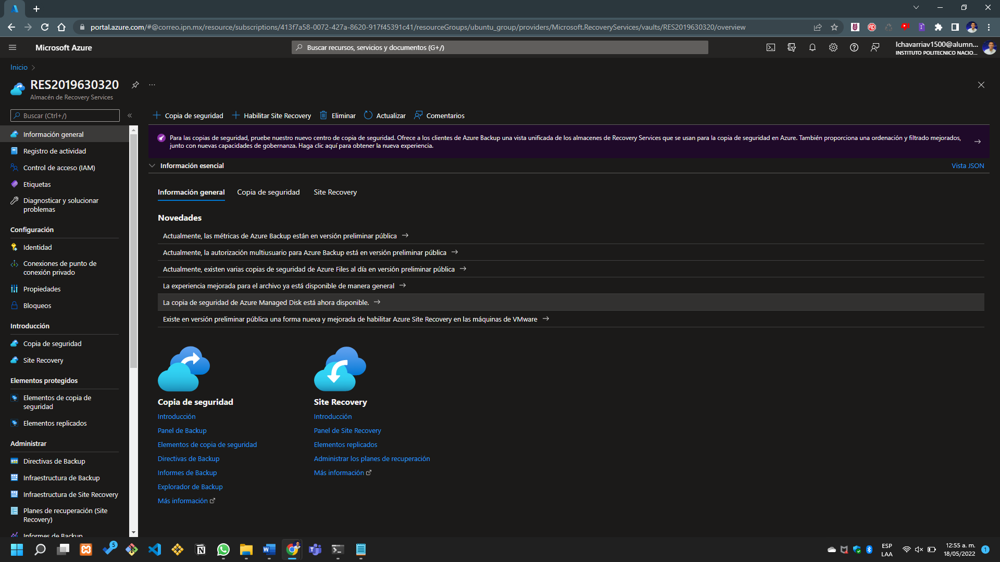 portal.azure.com/#@correo.ipn.mx/resource/subscriptions/413f7a58-0072-427a-8620-917f45391c41/resourceGroups/ubuntu_group/providers/Microsoft.RecoveryServices/vaults/RES2019630320/overview
Microsoft Azure
Buscar recursos, servicios y documentos (G+/)
lchavarriav1500@alumn...
INSTITUTO POLITECNICO NACIO...
Inicio
RES2019630320
Almacén de Recovery Services
Buscar (Ctrl+/)
Información general
Registro de actividad
Control de acceso (IAM)
Etiquetas
Diagnosticar y solucionar
problemas
Configuración
Identidad
Conexiones de punto de
conexión privado
Propiedades
Bloqueos
Introducción
Copia de seguridad
Site Recovery
Elementos protegidos
Elementos de copia de
seguridad
Elementos replicados
Administrar
Directivas de Backup
Infraestructura de Backup
Infraestructura de Site Recovery
Planes de recuperación (Site
Recovery)
Informes de Backup
Copia de seguridad
Habilitar Site Recovery
Eliminar
Actualizar
Comentarios
Para las copias de seguridad, pruebe nuestro nuevo centro de copia de seguridad. Ofrece a los clientes de Azure Backup una vista unificada de los almacenes de Recovery Services que se usan para la copia de seguridad en Azure. También proporciona una ordenación y filtrado mejorados,
junto con nuevas capacidades de gobernanza. Haga clic aquí para obtener la nueva experiencia.
Información esencial
Vista JSON
Información general
Copia de seguridad
Site Recovery
Novedades
Actualmente, las métricas de Azure Backup están en versión preliminar pública
Actualmente, la autorización multiusuario para Azure Backup está en versión preliminar pública
Actualmente, existen varias copias de seguridad de Azure Files al día en versión preliminar pública
La experiencia mejorada para el archivo ya está disponible de manera general
La copia de seguridad de Azure Managed Disk está ahora disponible.
Existe en versión preliminar pública una forma nueva y mejorada de habilitar Azure Site Recovery en las máquinas de VMware
Copia de seguridad
Introducción
Panel de Backup
Elementos de copia de seguridad
Directivas de Backup
Informes de Backup
Explorador de Backup
Más información
Site Recovery
Introducción
Panel de Site Recovery
Elementos replicados
Administrar los planes de recuperación
Más información
5
ESP
LAA
12:55 a. m.
18/05/2022
1